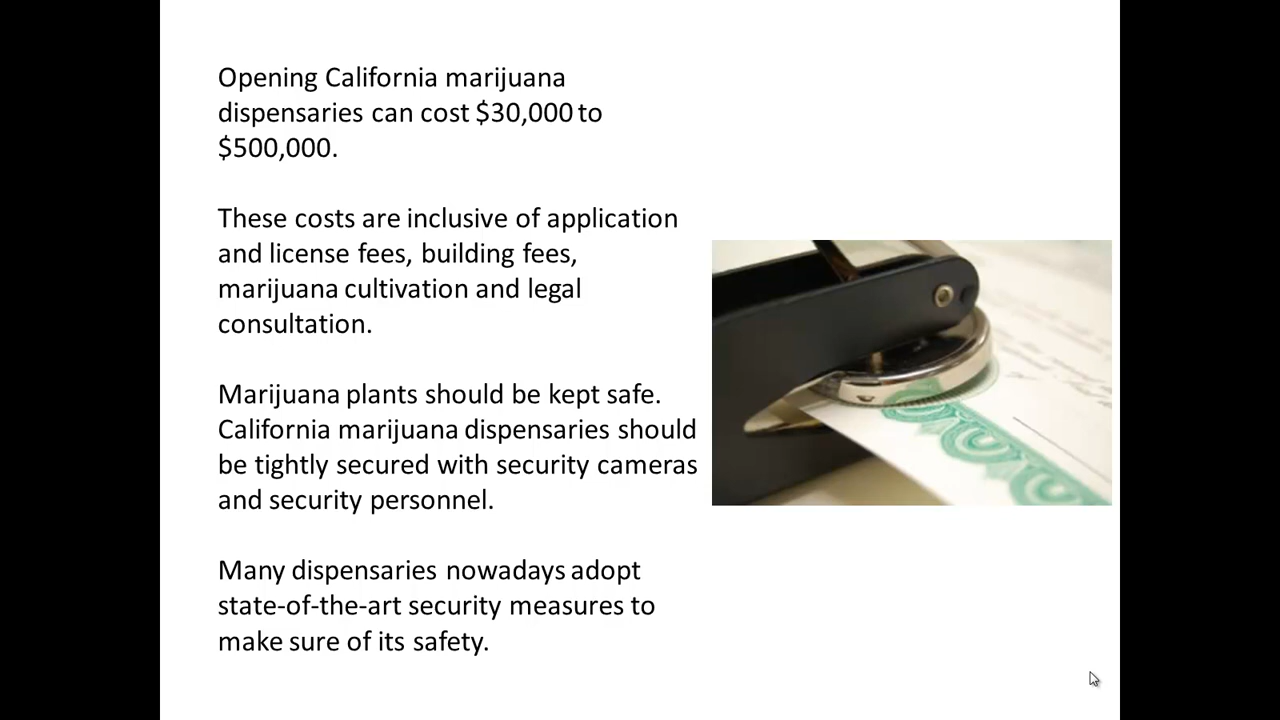 Opening California marijuana
dispensaries can cost $30,000 to
$500,000.
These costs are inclusive of application
and license fees, building fees,
marijuana cultivation and legal
consultation.
Marijuana plants should be kept safe.
California marijuana dispensaries should
be tightly secured with security cameras
and security personnel.
Many dispensaries nowadays adopt
state-of-the-art security measures to
make sure of its safety.